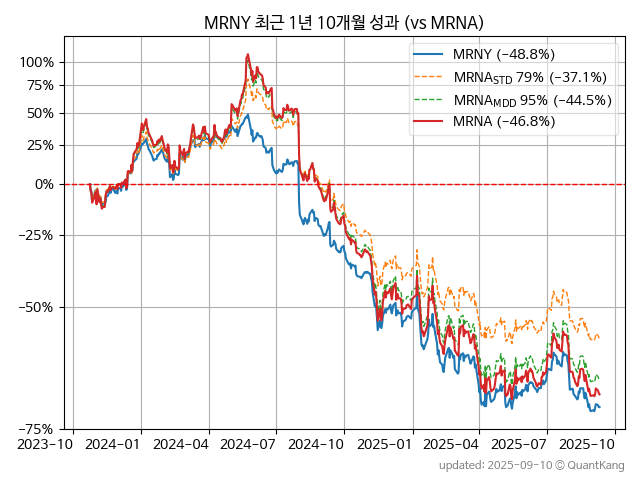 MRNY 최근 1년 10개월 성과 (vs MRNA)
MRNY (−48.8%)
MRNA_STD 79% (−37.1%)
MRNA_MDD 95% (−44.5%)
MRNA (−46.8%)
100%
75%
50%
25%
0%
−25%
−50%
−75%
2023-10 2024-01 2024-04 2024-07 2024-10 2025-01 2025-04 2025-07 2025-10
updated: 2025-09-10 © QuantKang